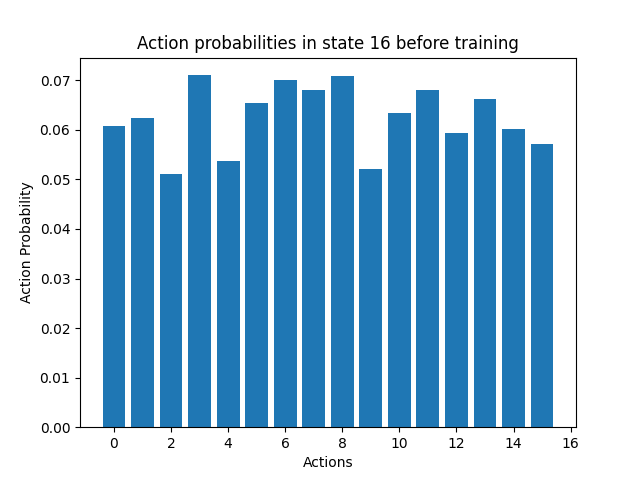 Action probabilities in state 16 before training
0.07
0.06
0.05
0.04
0.03
0.02
0.01
0.00
Action Probability
0 2 4 6 8 10 12 14 16
Actions